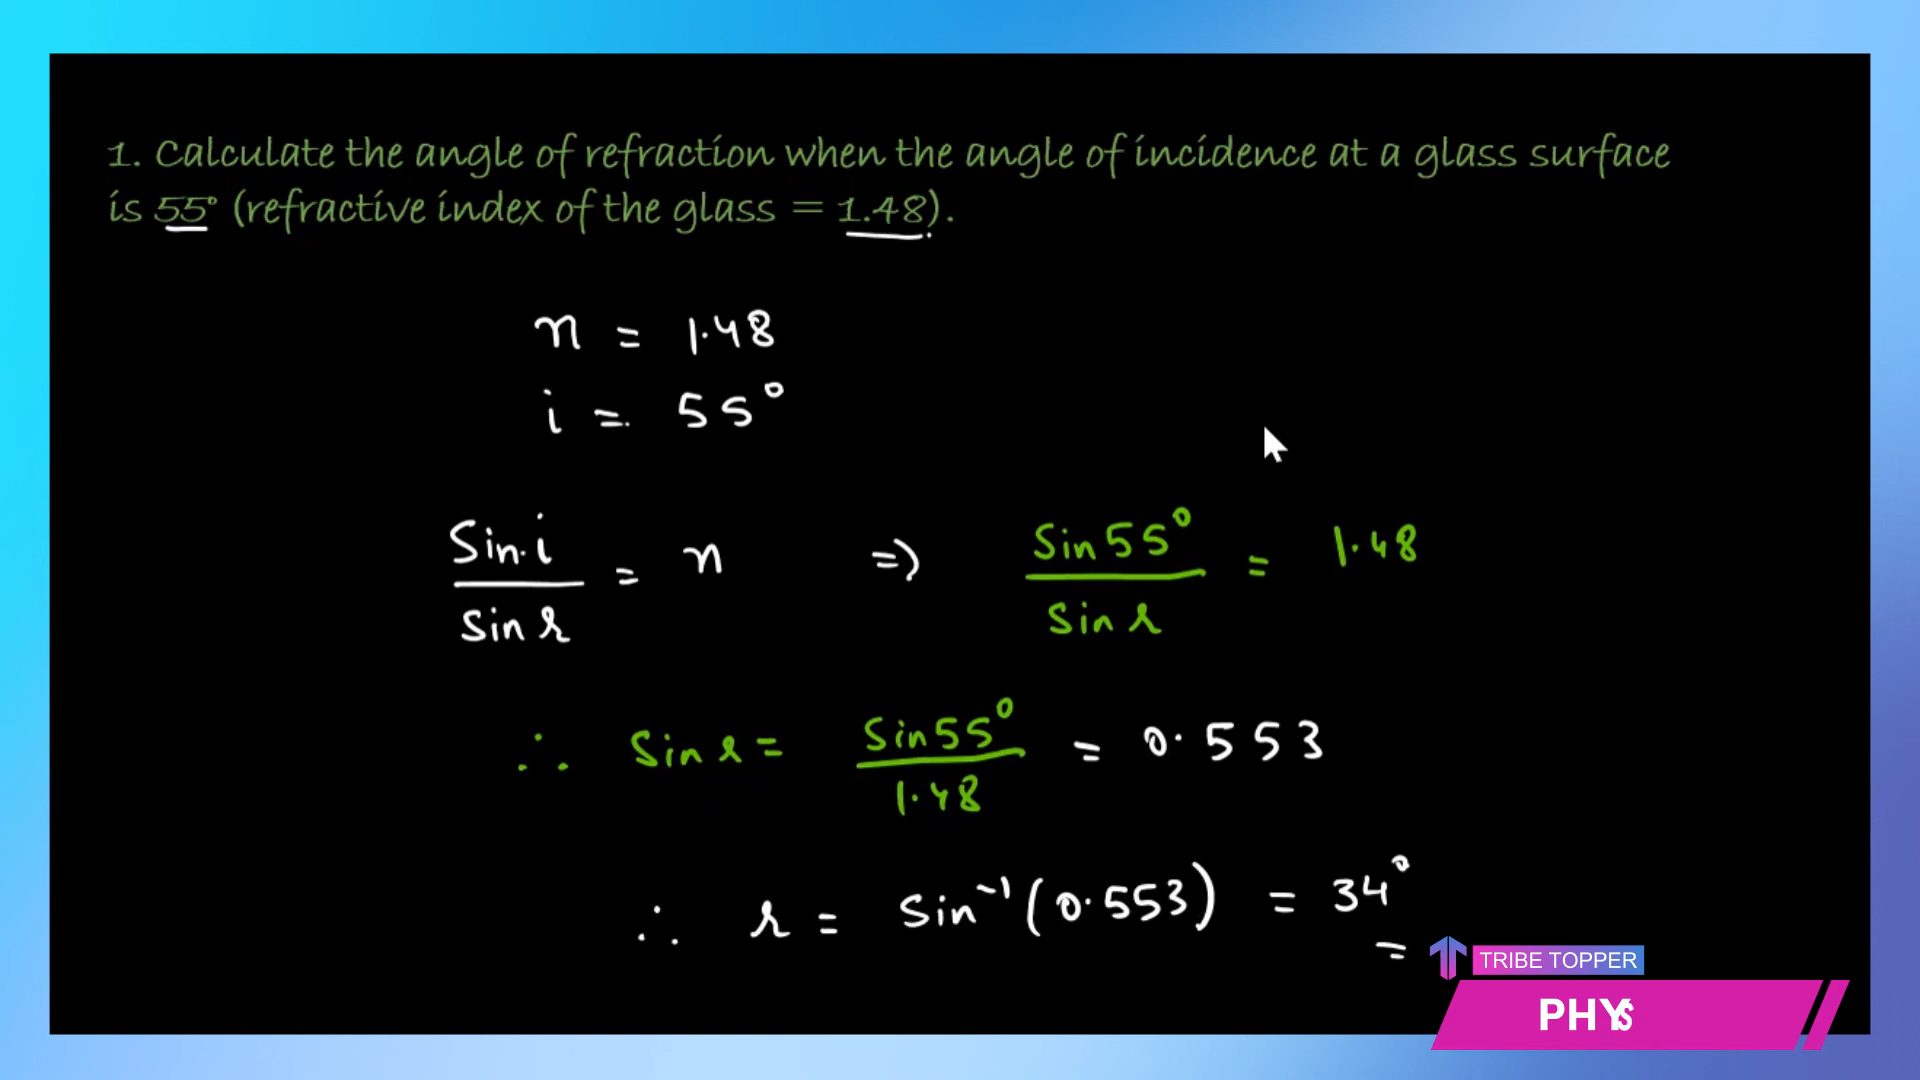 1. Calculate the angle of refraction when the angle of incidence at a glass surface
is 55° (refractive index of the glass = 1.48).
n = 1.48
i = 55°
Sin i / Sin r = n => Sin 55° / Sin r = 1.48
∴ Sin r = Sin 55° / 1.48 = 0.553
∴ r = Sin⁻¹(0.553) = 34°
TRIBE TOPPER
PHYS